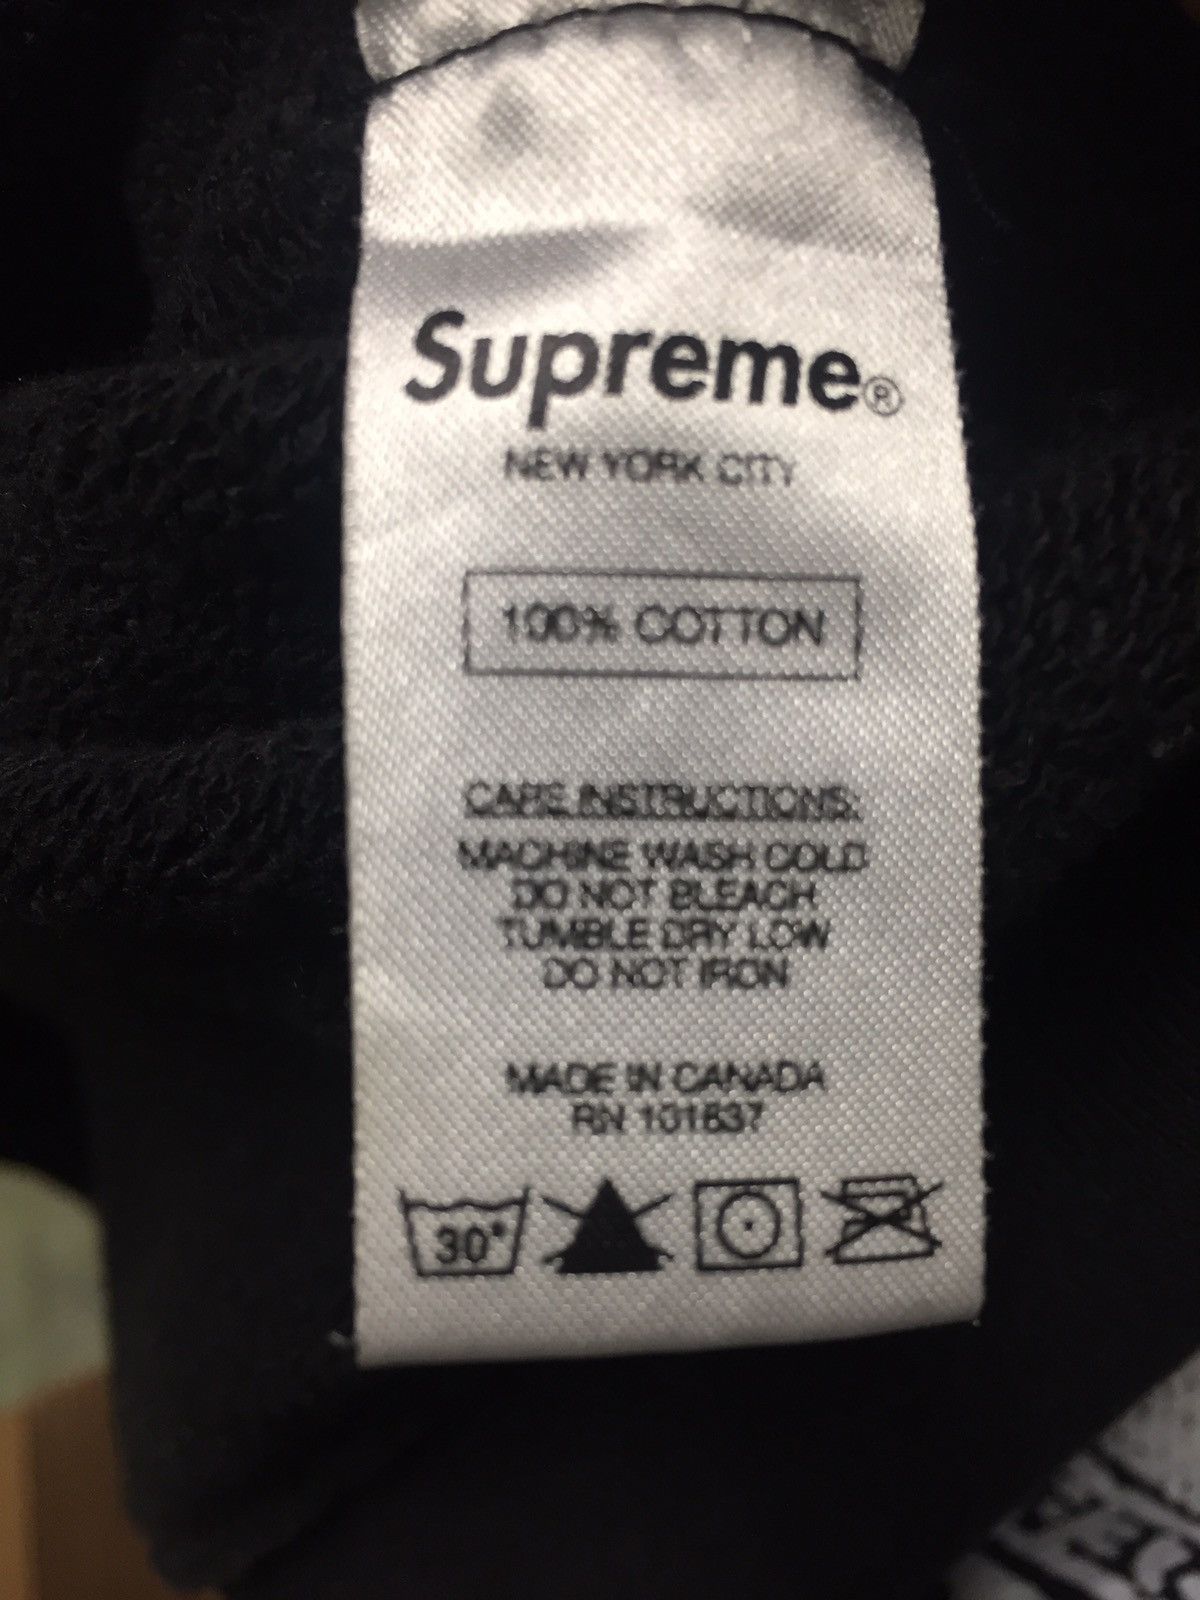 Supreme®
NEW YORK CITY
100% COTTON
CARE INSTRUCTIONS:
MACHINE WASH COLD
DO NOT BLEACH
TUMBLE DRY LOW
DO NOT IRON
MADE IN CANADA
RN 101837
30°